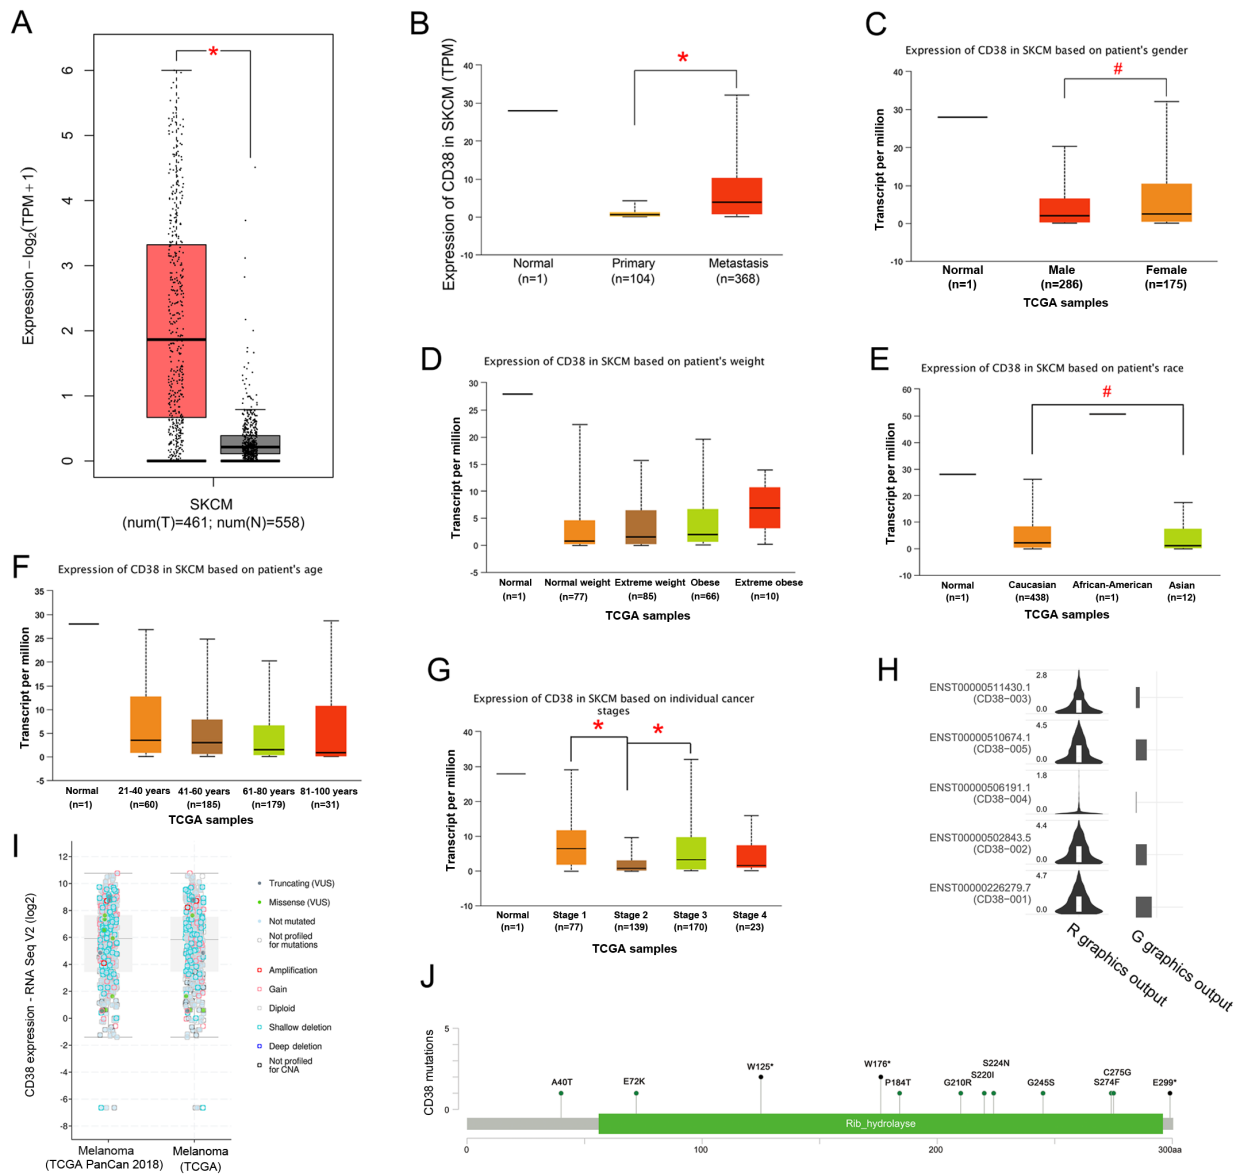 A
*
Expression − log₂(TPM + 1)
6
5
4
3
2
1
0
SKCM
(num(T)=461; num(N)=558)
B
*
Expression of CD38 in SKCM (TPM)
40
30
20
10
0
-10
Normal
(n=1)
Primary
(n=104)
Metastasis
(n=368)
C
Expression of CD38 in SKCM based on patient's gender
#
Transcript per million
40
30
20
10
0
-10
Normal
(n=1)
Male
(n=286)
Female
(n=175)
TCGA samples
D
Expression of CD38 in SKCM based on patient's weight
Transcript per million
30
25
20
15
10
5
0
-5
Normal
(n=1)
Normal weight
(n=77)
Extreme weight
(n=85)
Obese
(n=66)
Extreme obese
(n=10)
TCGA samples
E
Expression of CD38 in SKCM based on patient's race
#
Transcript per million
60
50
40
30
20
10
0
-10
Normal
(n=1)
Caucasian
(n=438)
African-American
(n=1)
Asian
(n=12)
TCGA samples
F
Expression of CD38 in SKCM based on patient's age
Transcript per million
35
30
25
20
15
10
5
0
-5
Normal
(n=1)
21-40 years
(n=60)
41-60 years
(n=185)
61-80 years
(n=179)
81-100 years
(n=31)
TCGA samples
G
Expression of CD38 in SKCM based on individual cancer
stages
* *
Transcript per million
40
30
20
10
0
-10
Normal
(n=1)
Stage 1
(n=77)
Stage 2
(n=139)
Stage 3
(n=170)
Stage 4
(n=23)
TCGA samples
H
ENST00000511430.1
(CD38−003)
2.8
0.0
ENST00000510674.1
(CD38−005)
4.5
0.0
ENST00000506191.1
(CD38−004)
1.8
0.0
ENST00000502843.5
(CD38−002)
4.4
0.0
ENST00000226279.7
(CD38−001)
4.7
0.0
R graphics output
G graphics output
I
CD38 expression - RNA Seq V2 (log2)
12
10
8
6
4
2
0
-2
-4
-6
-8
Melanoma
(TCGA PanCan 2018)
Melanoma
(TCGA)
Truncating (VUS)
Missense (VUS)
Not mutated
Not profiled
for mutations
Amplification
Gain
Diploid
Shallow deletion
Deep deletion
Not profiled
for CNA
J
CD38 mutations
5
0
A40T
E72K
W125*
W176*
P184T
G210R
S220I
S224N
G245S
S274F
C275G
E299*
Rib_hydrolayse
0
100
200
300aa